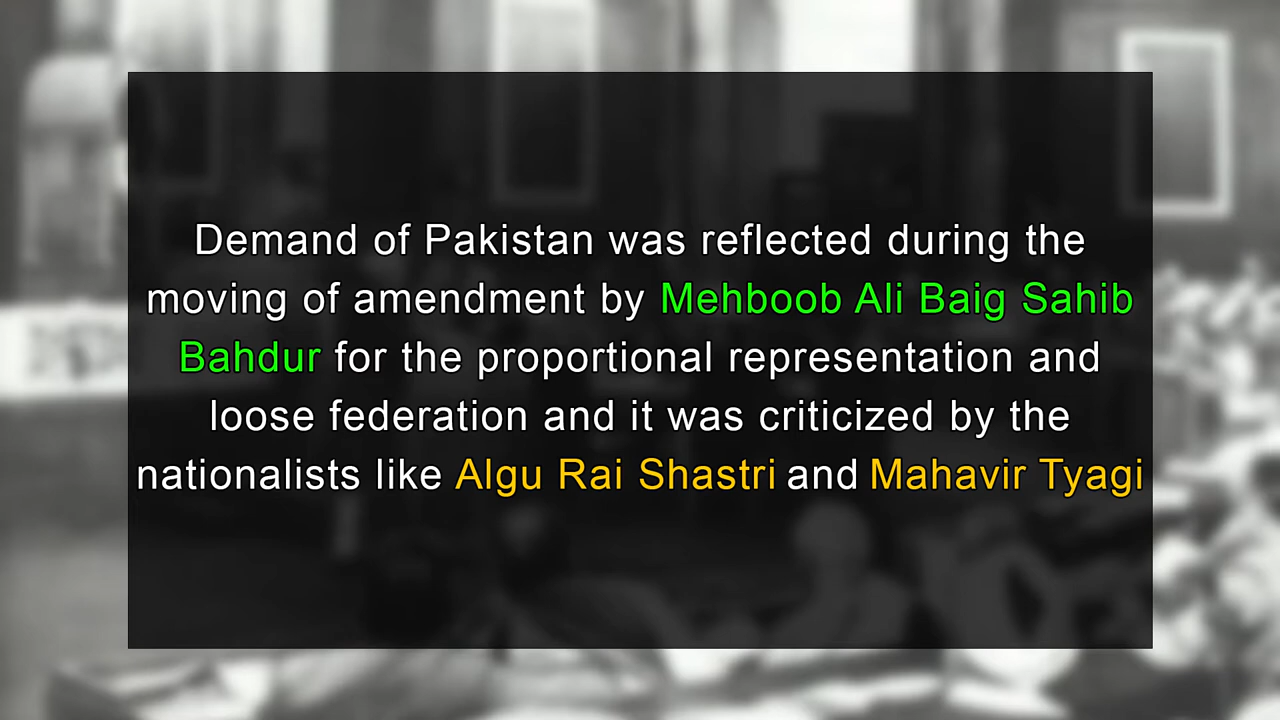 Demand of Pakistan was reflected during the
moving of amendment by Mehboob Ali Baig Sahib
Bahdur for the proportional representation and
loose federation and it was criticized by the
nationalists like Algu Rai Shastri and Mahavir Tyagi